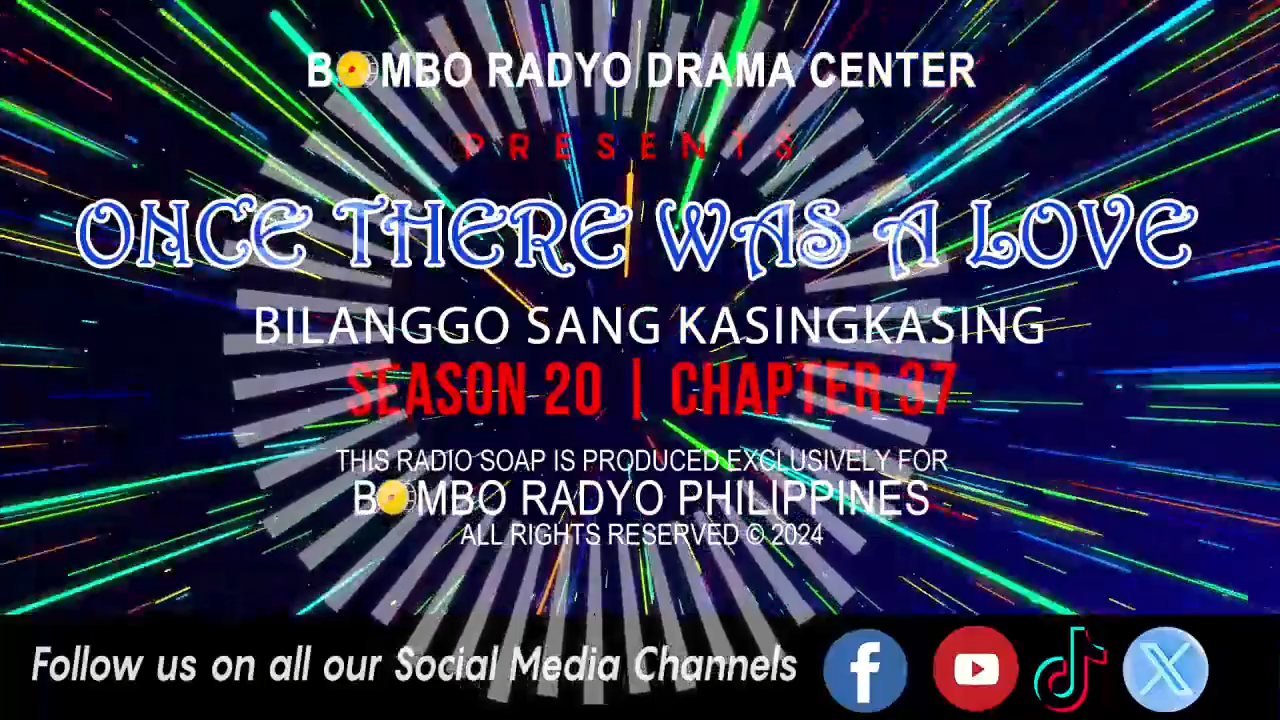 BOMBO RADYO DRAMA CENTER
PRESENTS
ONCE THERE WAS A LOVE
BILANGGO SANG KASINGKASING
SEASON 20 | CHAPTER 37
THIS RADIO SOAP IS PRODUCED EXCLUSIVELY FOR
BOMBO RADYO PHILIPPINES
ALL RIGHTS RESERVED © 2024
Follow us on all our Social Media Channels